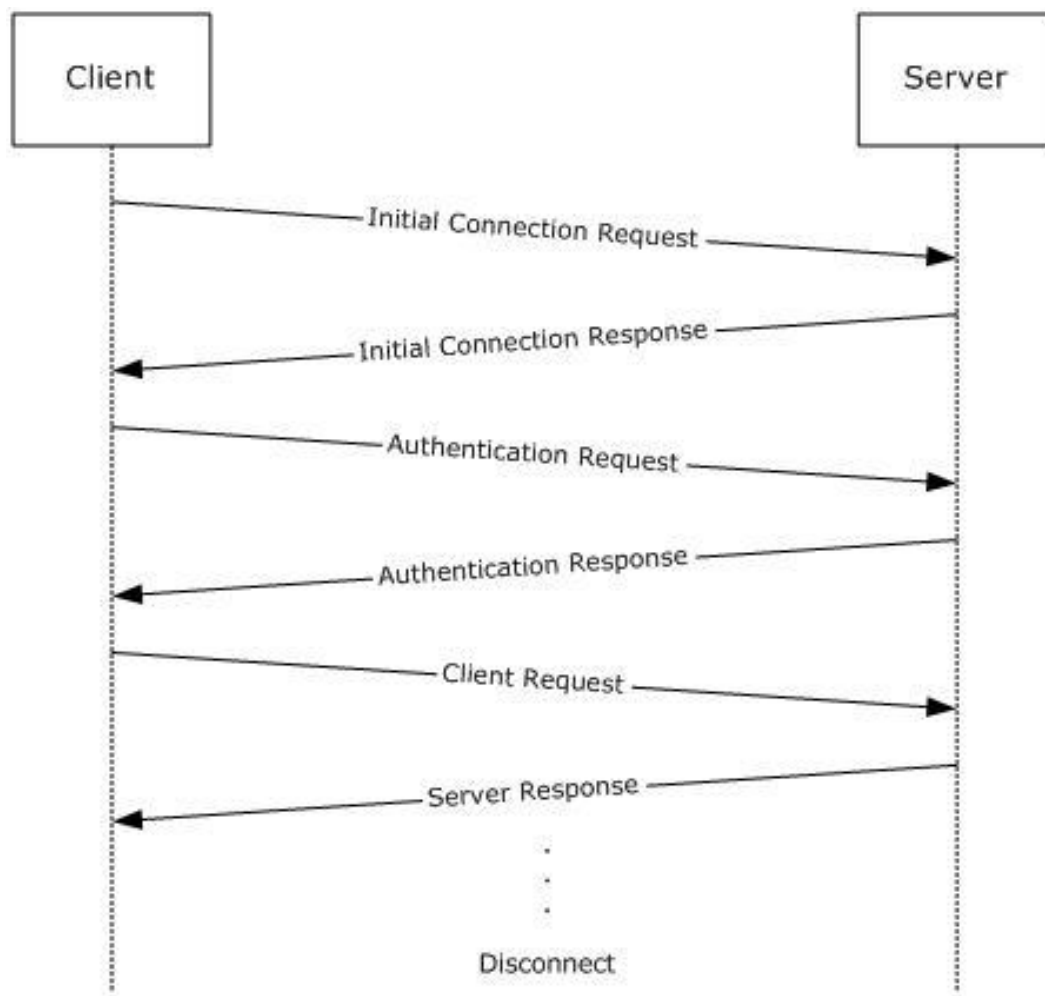 Client
Server
Initial Connection Request
Initial Connection Response
Authentication Request
Authentication Response
Client Request
Server Response
.
.
.
Disconnect